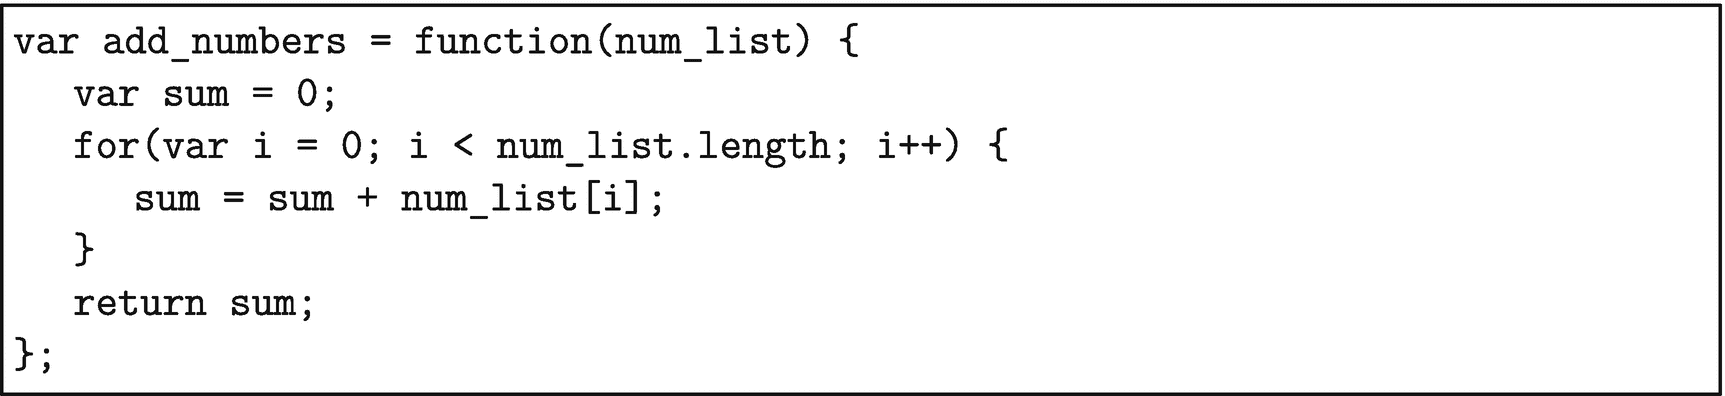 var add_numbers = function(num_list) {
   var sum = 0;
   for(var i = 0; i < num_list.length; i++) {
      sum = sum + num_list[i];
   }
   return sum;
};